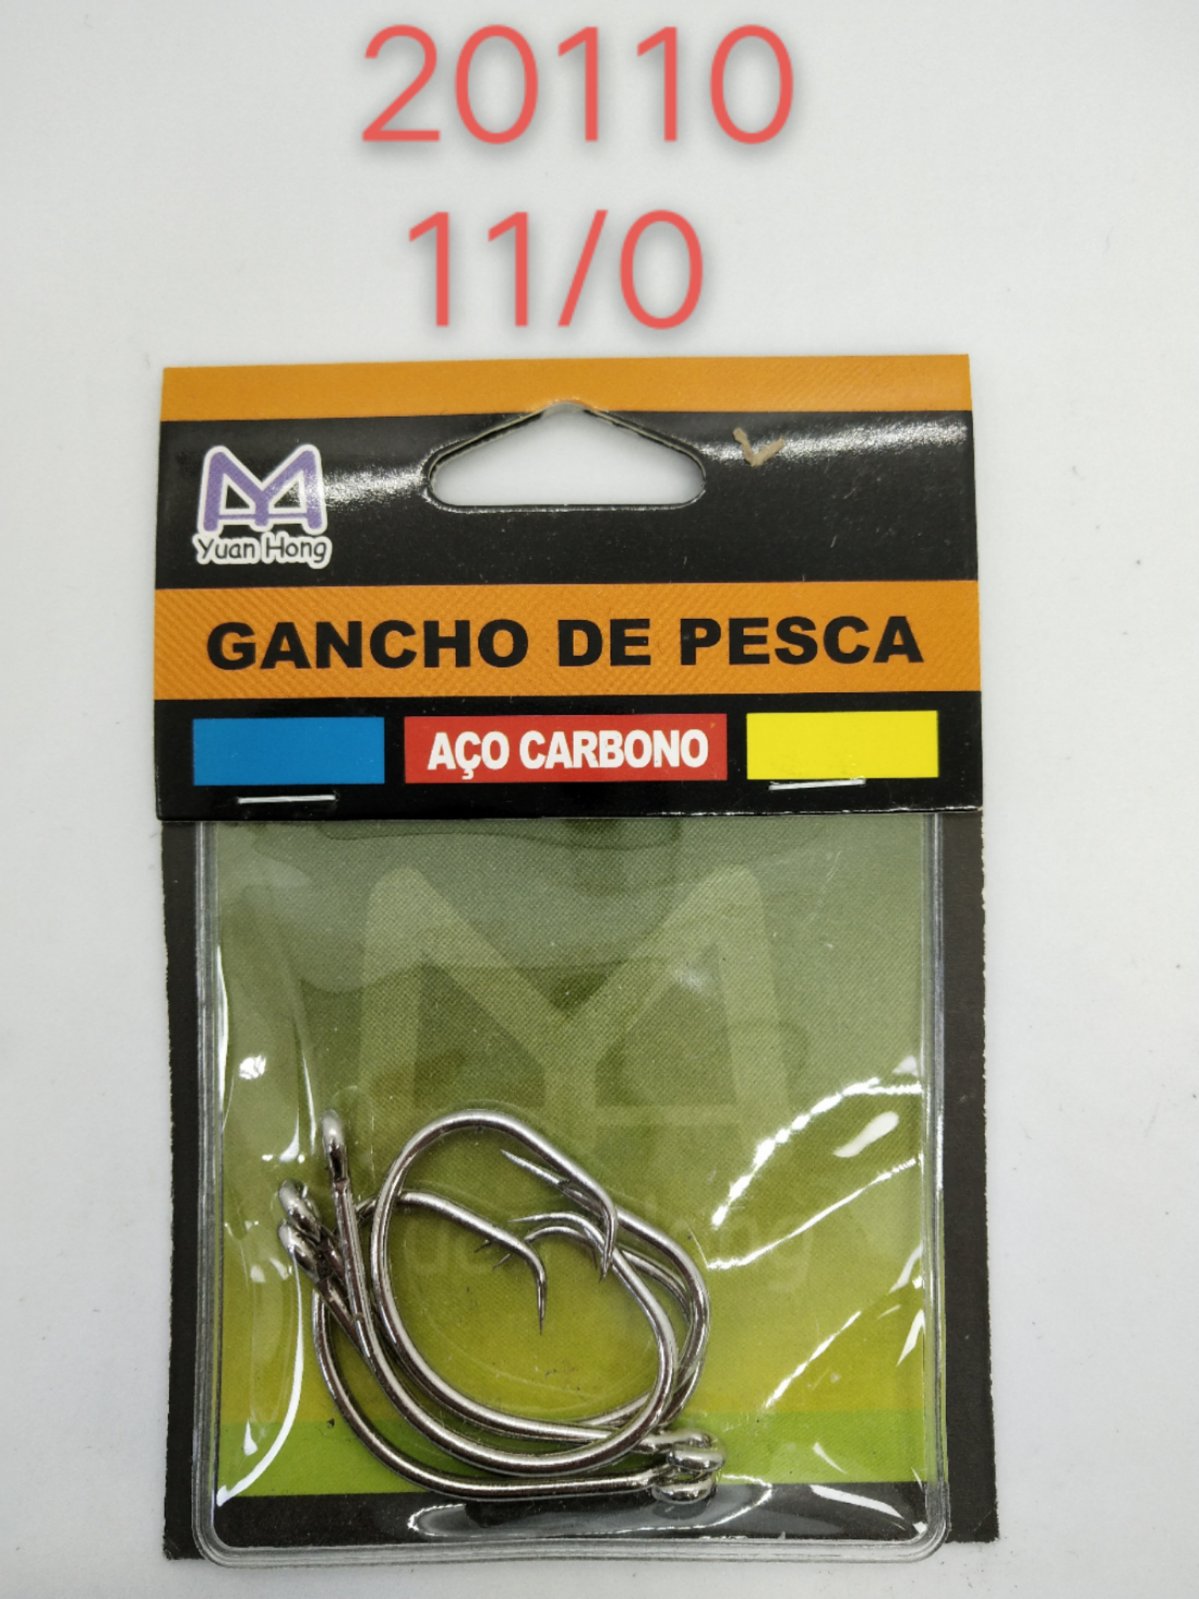 20110
11/0
Yuan Hong
GANCHO DE PESCA
AÇO CARBONO